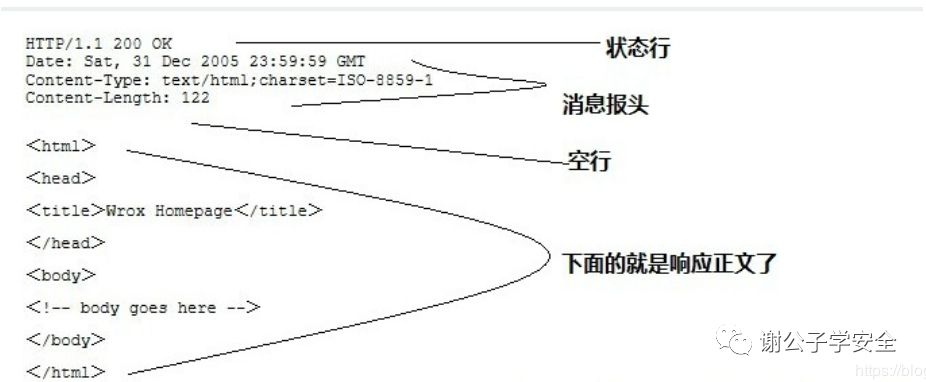 HTTP/1.1 200 OK
状态行
Date: Sat, 31 Dec 2005 23:59:59 GMT
Content-Type: text/html;charset=ISO-8859-1
Content-Length: 122
消息报头
<html>
空行
<head>
<title>Wrox Homepage</title>
</head>
下面的就是响应正文了
<body>
<!-- body goes here -->
</body>
谢公子学安全
</html>
https://blog